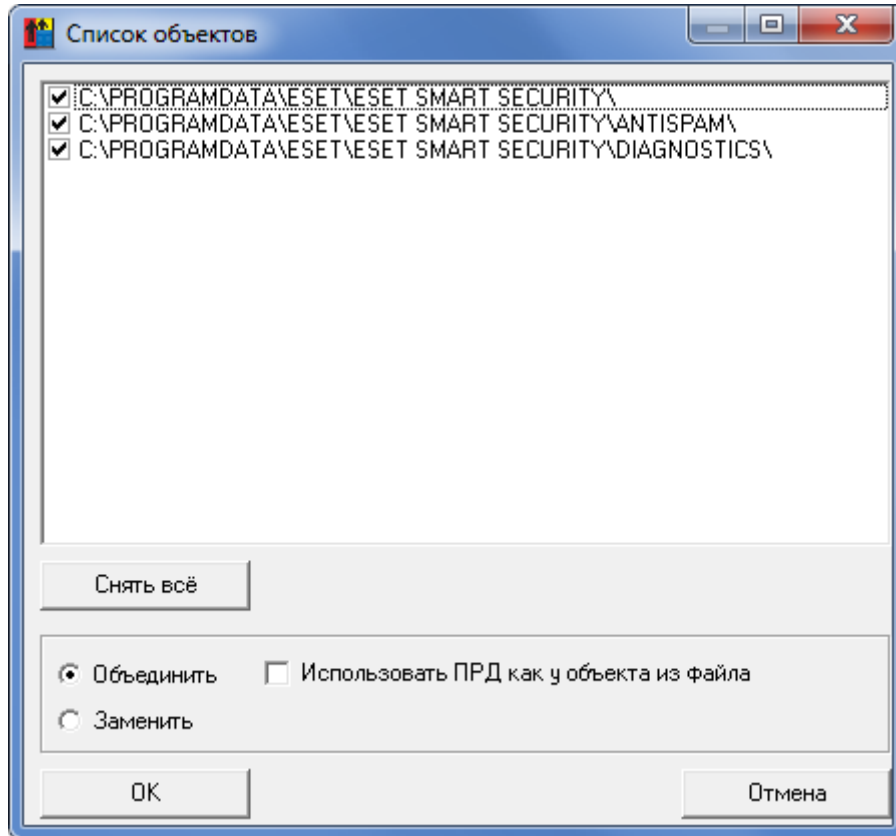 Список объектов
C:\PROGRAMDATA\ESET\ESET SMART SECURITY\
C:\PROGRAMDATA\ESET\ESET SMART SECURITY\ANTISPAM\
C:\PROGRAMDATA\ESET\ESET SMART SECURITY\DIAGNOSTICS\
Снять всё
Объединить Использовать ПРД как у объекта из файла
Заменить
OK Отмена